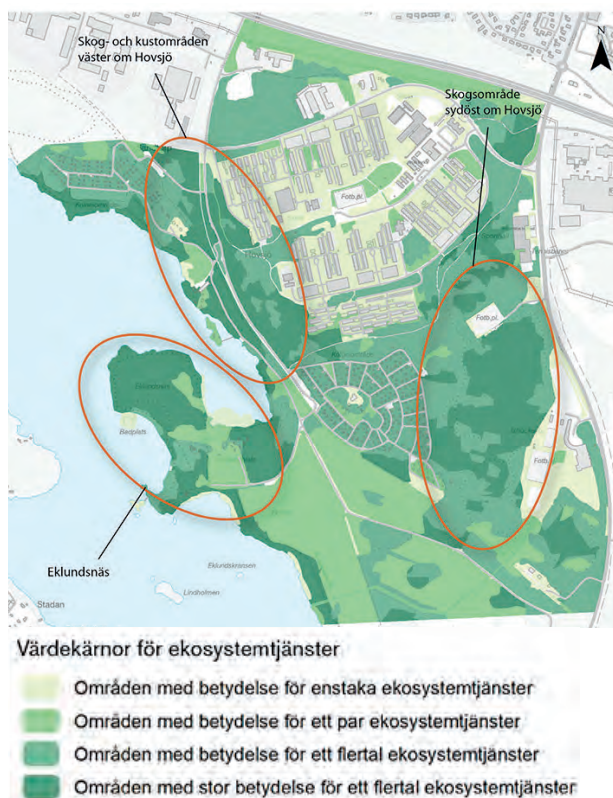 Skog- och kustområden
väster om Hovsjö
N
Skogsområde
sydöst om Hovsjö
Fotb.pl.
Fotb.pl.
Badplats
Fotb.
Eklundsnäs
Eklundskransen
Lindholmen
Stadan
Värdekärnor för ekosystemtjänster
Områden med betydelse för enstaka ekosystemtjänster
Områden med betydelse för ett par ekosystemtjänster
Områden med betydelse för ett flertal ekosystemtjänster
Områden med stor betydelse för ett flertal ekosystemtjänster